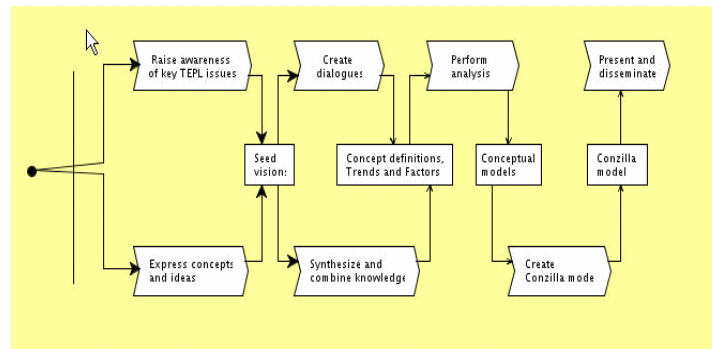 Raise awareness
of key TEPL issues
Create
dialogues
Perform
analysis
Present and
disseminate
Seed
visions
Concept definitions,
Trends and Factors
Conceptual
models
Conzilla
model
Express concepts
and ideas
Synthesize and
combine knowledge
Create
Conzilla mode